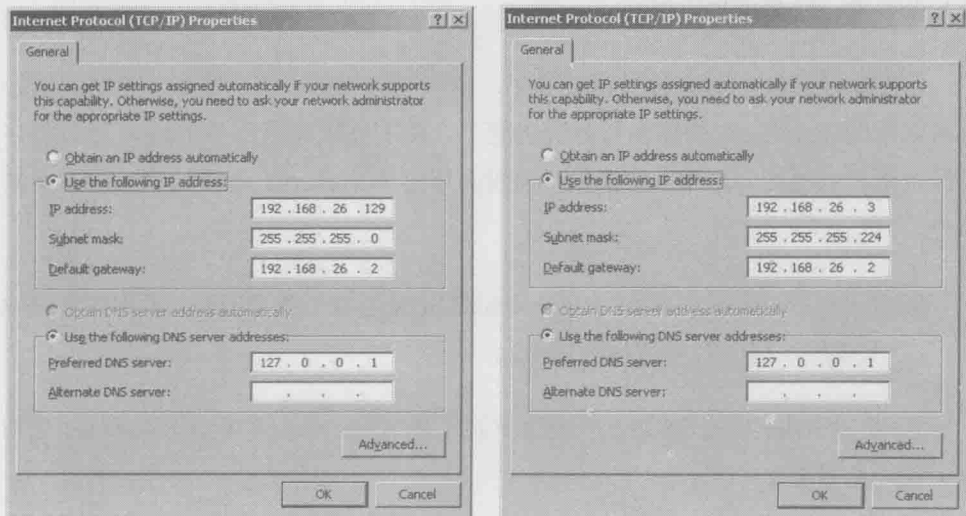 Internet Protocol (TCP/IP) Properties
General
You can get IP settings assigned automatically if your network supports
this capability. Otherwise, you need to ask your network administrator
for the appropriate IP settings.
Obtain an IP address automatically
Use the following IP address:
IP address: 192 . 168 . 26 . 129
Subnet mask: 255 . 255 . 255 . 0
Default gateway: 192 . 168 . 26 . 2
Obtain DNS server address automatically
Use the following DNS server addresses:
Preferred DNS server: 127 . 0 . 0 . 1
Alternate DNS server: . . .
Advanced...
OK Cancel
Internet Protocol (TCP/IP) Properties
General
You can get IP settings assigned automatically if your network supports
this capability. Otherwise, you need to ask your network administrator
for the appropriate IP settings.
Obtain an IP address automatically
Use the following IP address:
IP address: 192 . 168 . 26 . 3
Subnet mask: 255 . 255 . 255 . 224
Default gateway: 192 . 168 . 26 . 2
Obtain DNS server address automatically
Use the following DNS server addresses:
Preferred DNS server: 127 . 0 . 0 . 1
Alternate DNS server: . . .
Advanced...
OK Cancel